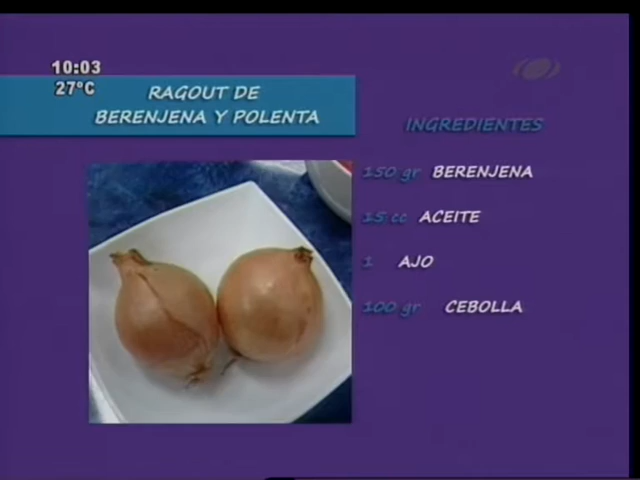 10:03
27°C
RAGOUT DE
BERENJENA Y POLENTA
INGREDIENTES
150 gr BERENJENA
15 cc ACEITE
1 AJO
100 gr CEBOLLA